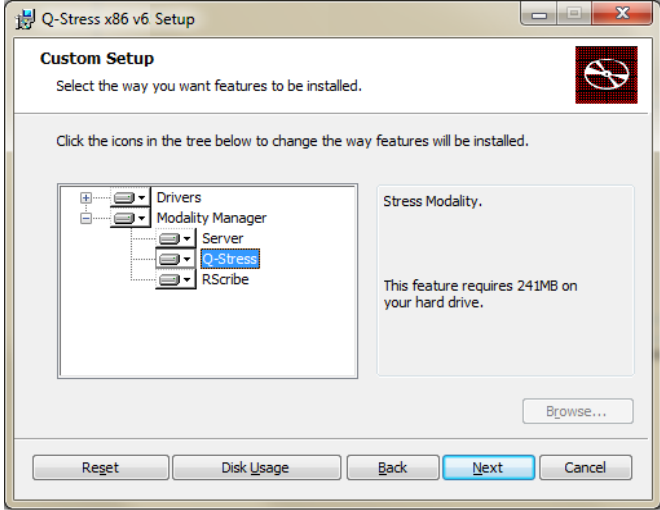 Q-Stress x86 v6 Setup
Custom Setup
Select the way you want features to be installed.
Click the icons in the tree below to change the way features will be installed.
Drivers
Modality Manager
Server
Q-Stress
RScribe
Stress Modality.
This feature requires 241MB on
your hard drive.
Browse...
Reset
Disk Usage
Back
Next
Cancel